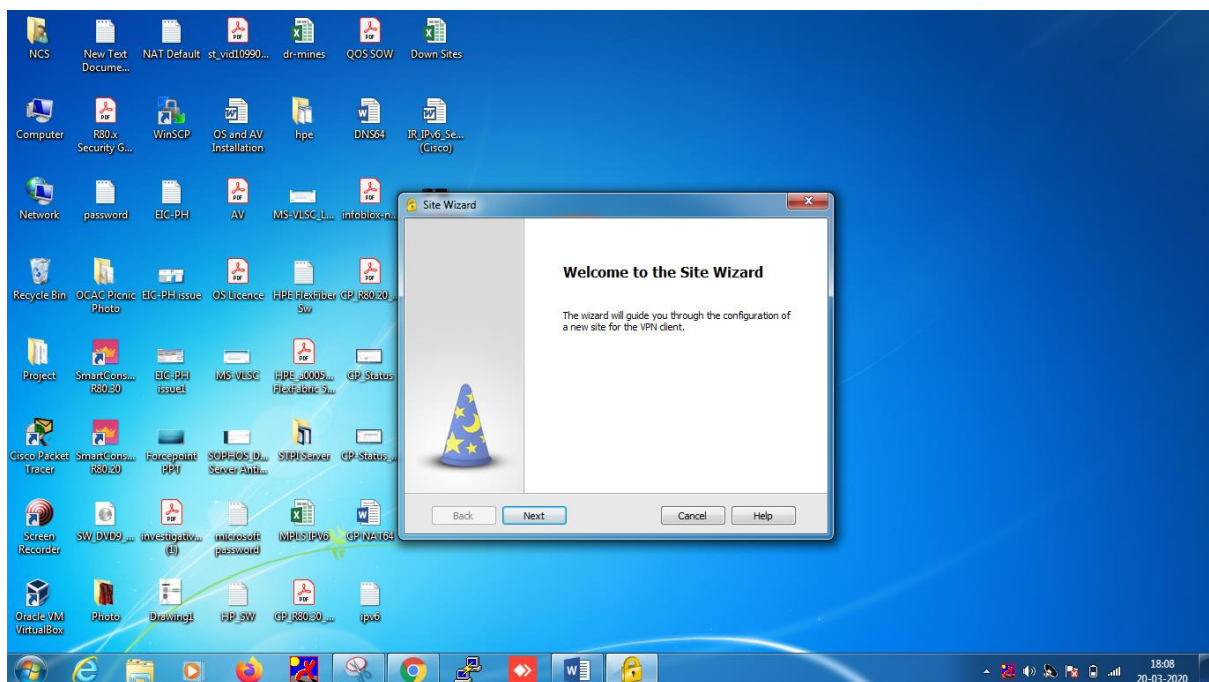 NCS
New Text
Docume...
NAT Default
st_vid10990...
dr-mines
QOS SOW
Down Sites
Computer
R80.x
Security G...
WinSCP
OS and AV
Installation
hpe
DNS64
IR_IPv6_Se...
(Cisco)
Network
password
EIC-PH
AV
MS-VLSC_L...
infoblox-n...
Recycle Bin
OCAC Picnic
Photo
EIC-PH issue
OS Licence
HPE FlexFiber
Sw
CP_R80.20_...
Project
SmartCons...
R80.30
EIC-PH
issue1
MS-VLSC
FlexFabric S...
CP_Status
Cisco Packet
Tracer
SmartCons...
R80.20
Forcepoint
PPT
SOPHOS_D...
Server Anti...
STPI Server
CP-Status_...
Screen
Recorder
SW_DVD9_...
investigativ...
(1)
microsoft
password
MPLS IPV6
CP NAT64
Oracle VM
VirtualBox
Photo
Drawing1
HP_SW
CP_R80.30_...
ipv6
Site Wizard
Welcome to the Site Wizard
The wizard will guide you through the configuration of
a new site for the VPN client.
Back
Next
Cancel
Help
18:08
20-03-2020